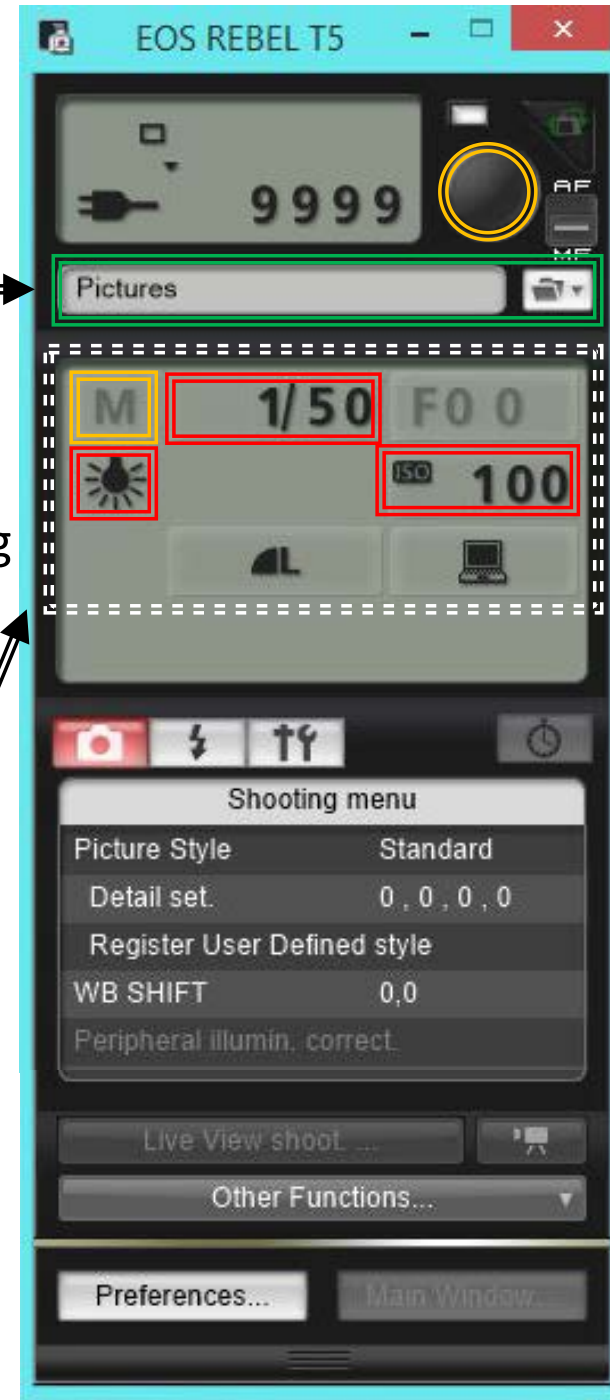 EOS REBEL T5
9999
AF
MF
Pictures
M 1/50 F00
ISO 100
g
L
Shooting menu
Picture Style Standard
Detail set. 0 , 0 , 0 , 0
Register User Defined style
WB SHIFT 0,0
Peripheral illumin. correct.
Live View shoot. ...
Other Functions...
Preferences... Main Window...